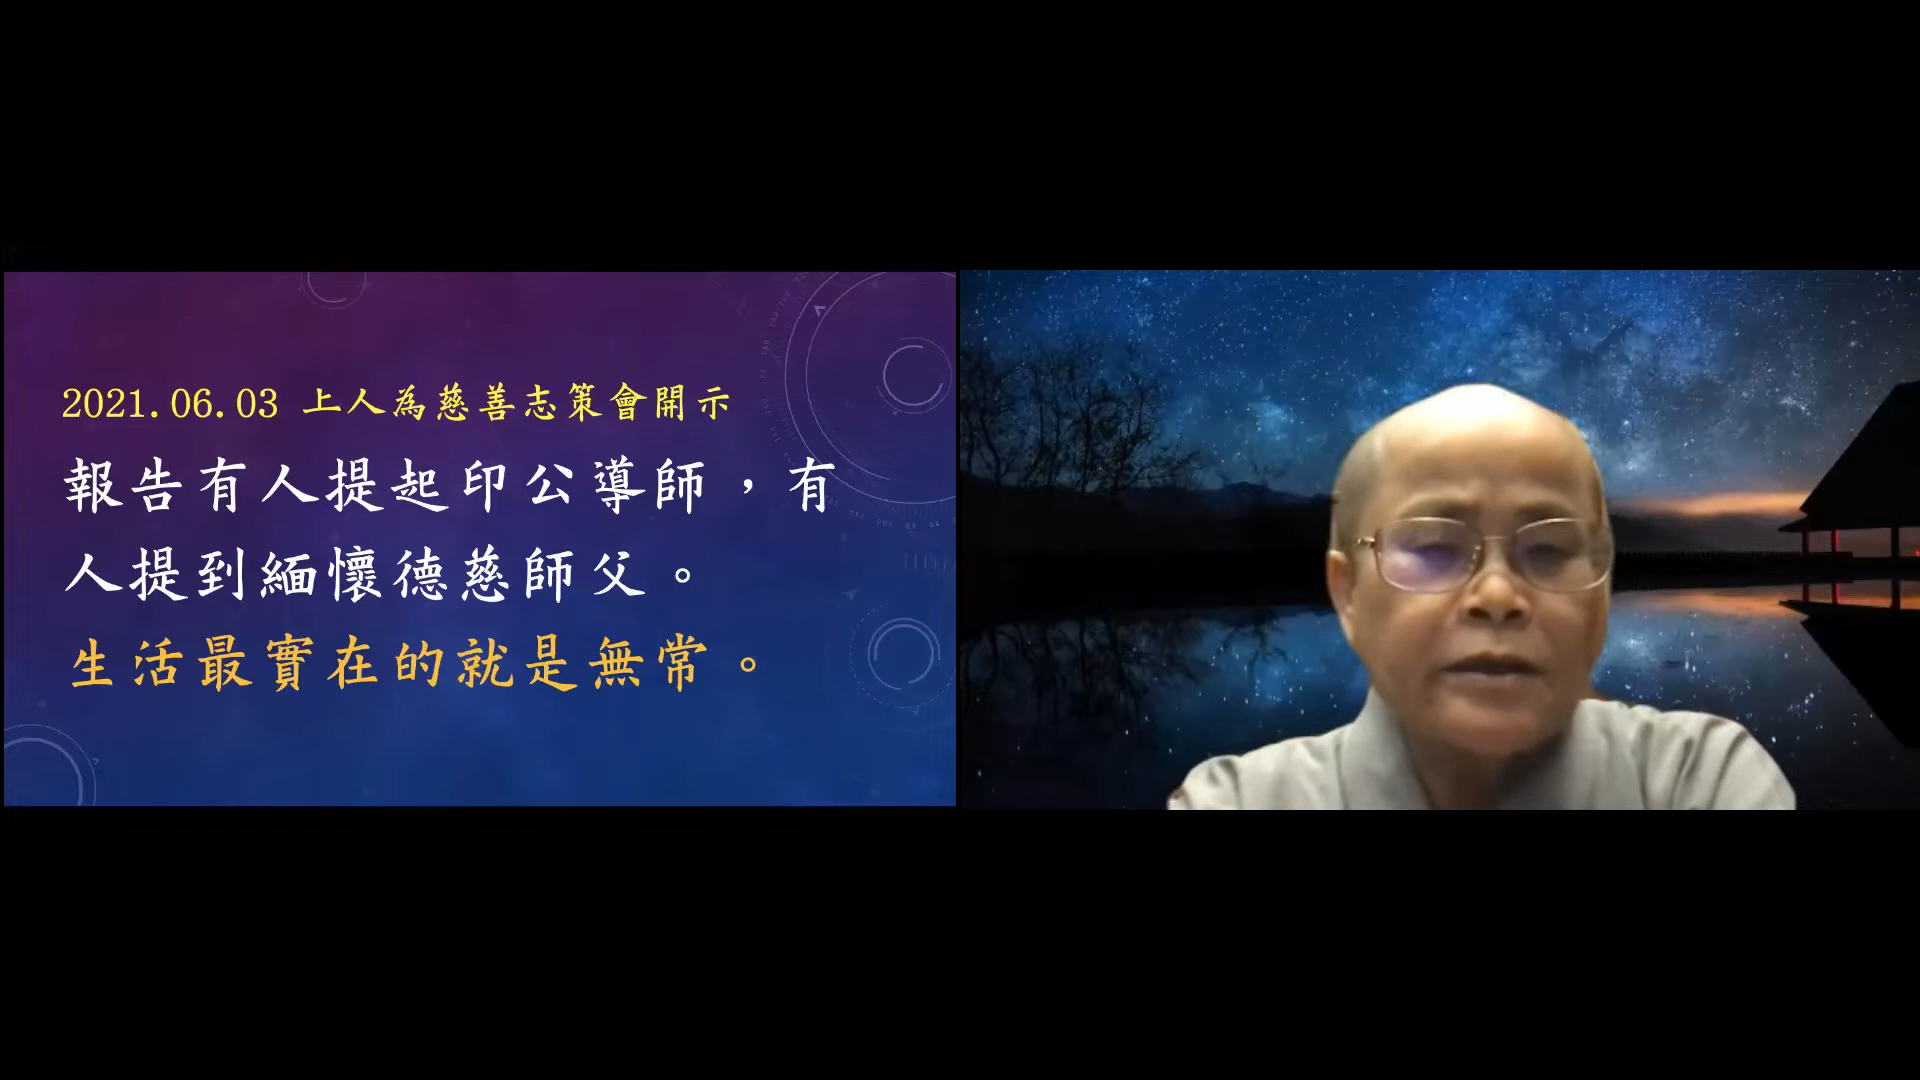 2021.06.03 上人為慈善志策會開示
報告有人提起印公導師，有
人提到緬懷德慈師父。
生活最實在的就是無常。